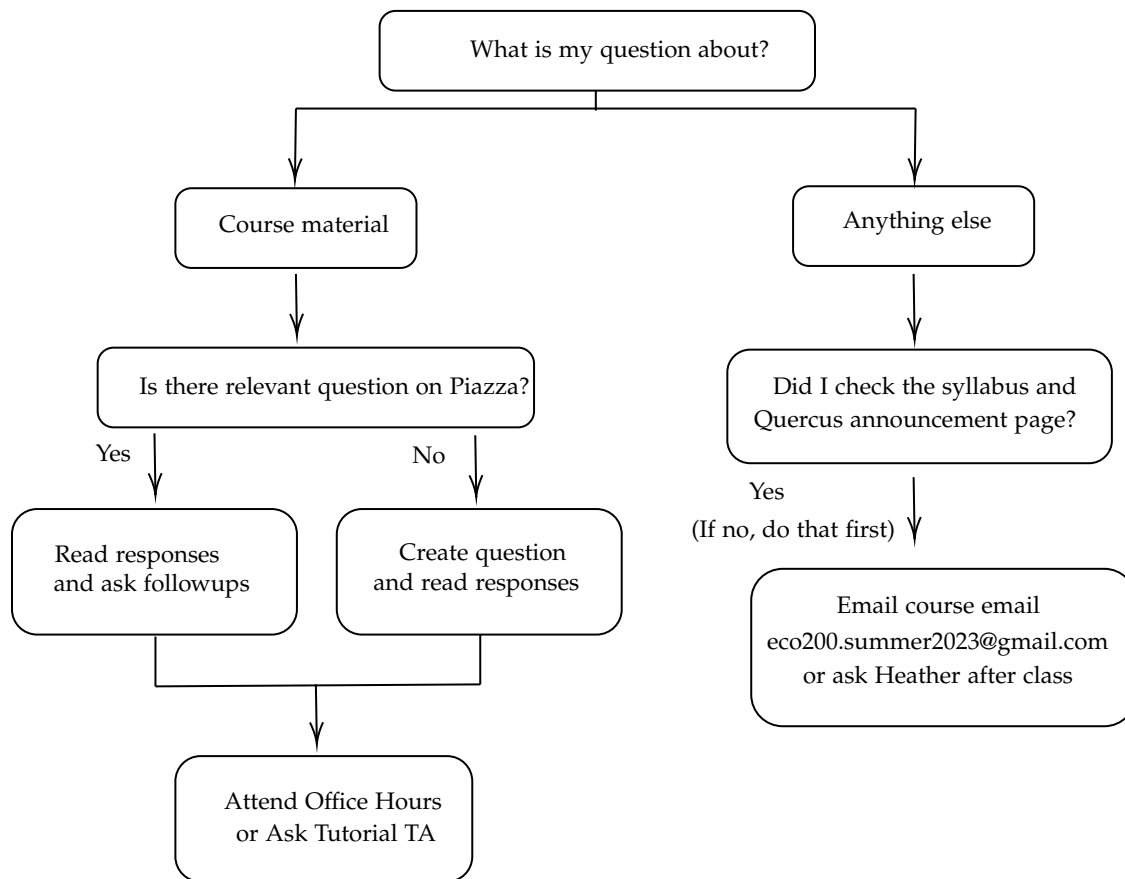 What is my question about?
Course material
Anything else
Is there relevant question on Piazza?
Did I check the syllabus and
Quercus announcement page?
Yes
No
Yes
(If no, do that first)
Read responses
and ask followups
Create question
and read responses
Email course email
eco200.summer2023@gmail.com
or ask Heather after class
Attend Office Hours
or Ask Tutorial TA